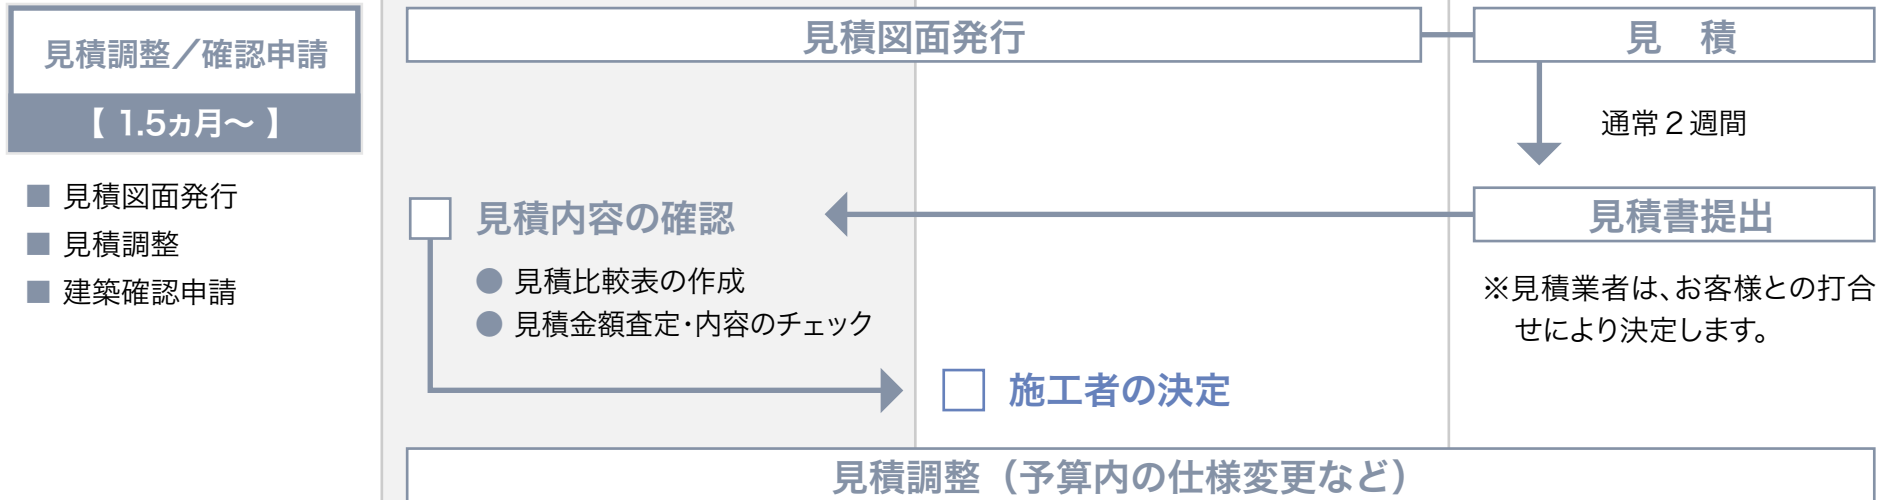 見積調整／確認申請
【 1.5ヵ月〜 】
■ 見積図面発行
■ 見積調整
■ 建築確認申請
見積図面発行
見　積
通常２週間
見積内容の確認
見積書提出
● 見積比較表の作成
● 見積金額査定・内容のチェック
※見積業者は、お客様との打合
せにより決定します。
施工者の決定
見積調整（予算内の仕様変更など）